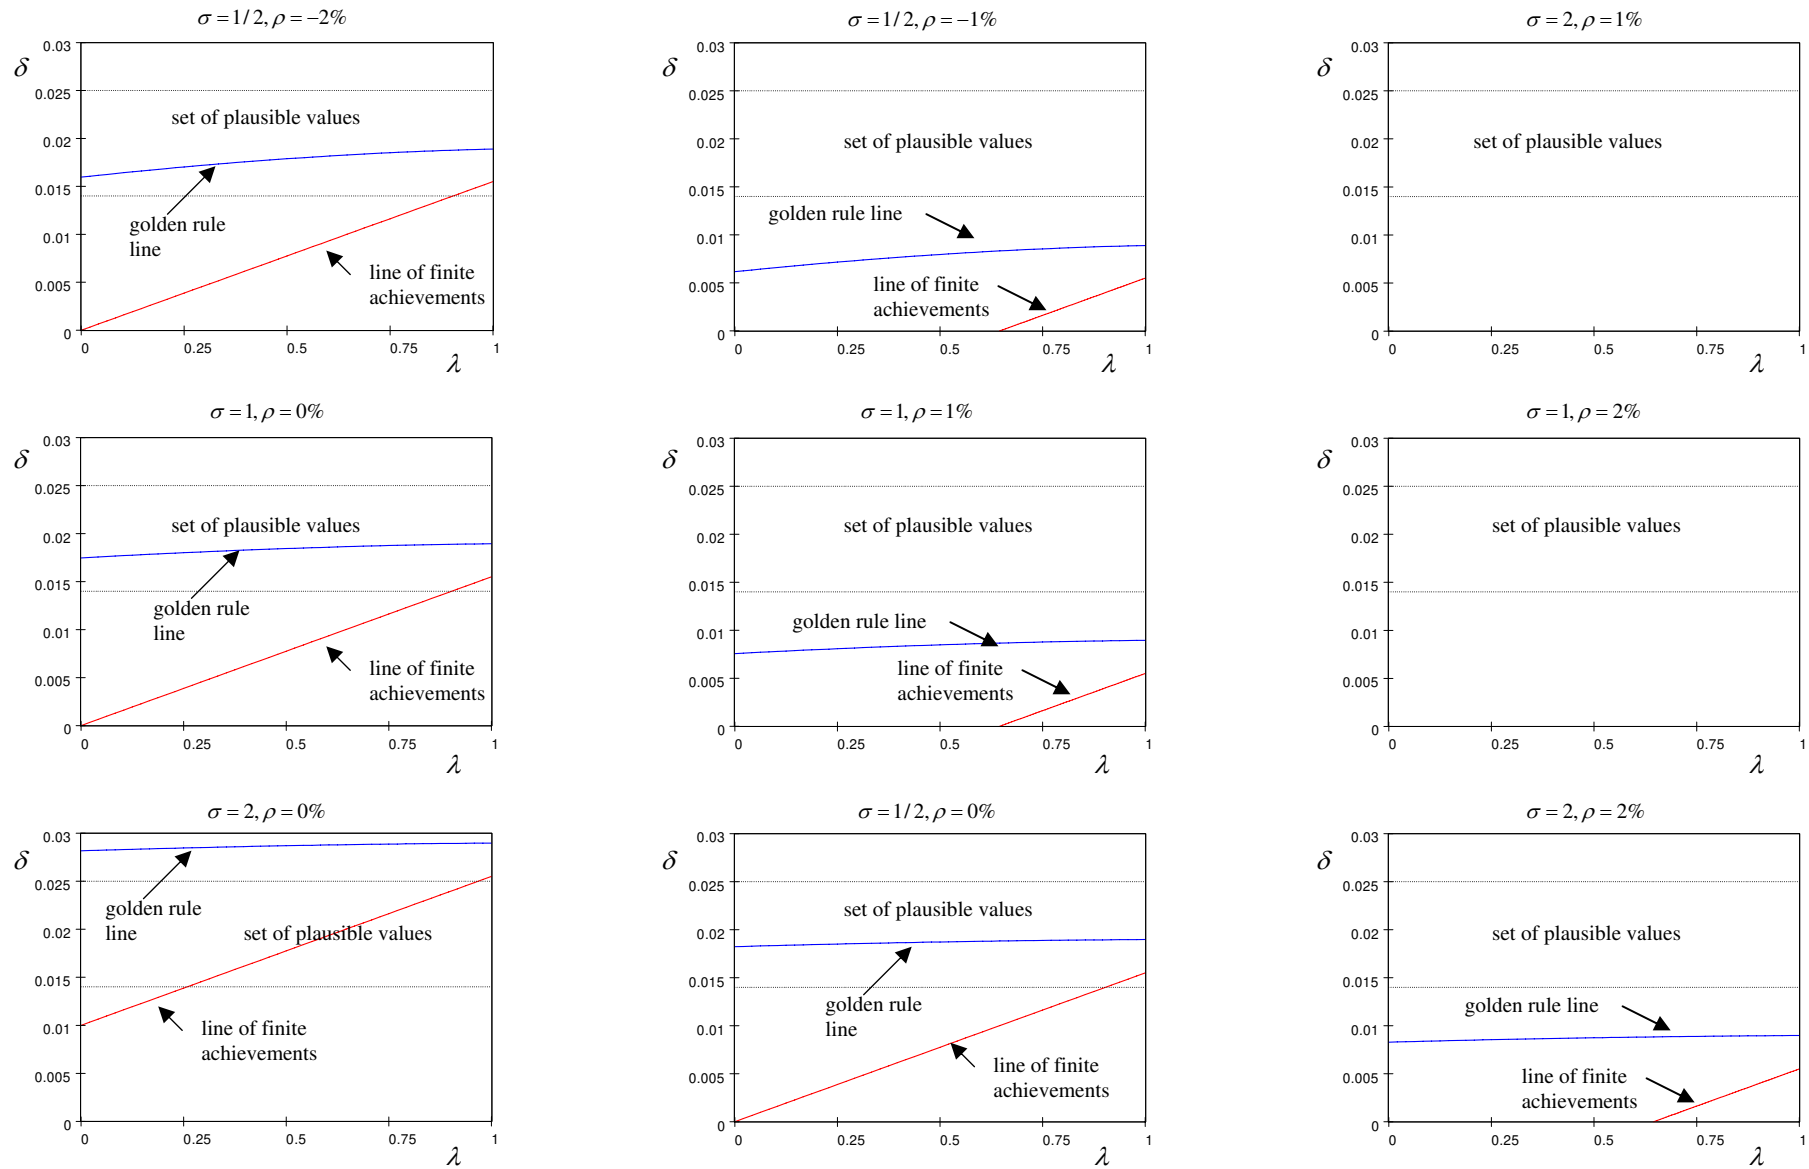 σ = 1/2, ρ = −2%
σ = 1/2, ρ = −1%
σ = 2, ρ = 1%
δ
0.03
0.025
0.02
0.015
0.01
0.005
0
set of plausible values
golden rule
line
line of finite
achievements
0
0.25
0.5
0.75
1
λ
δ
0.03
0.025
0.02
0.015
0.01
0.005
0
set of plausible values
golden rule line
line of finite
achievements
0
0.25
0.5
0.75
1
λ
δ
0.03
0.025
0.02
0.015
0.01
0.005
0
set of plausible values
0
0.25
0.5
0.75
1
λ
σ = 1, ρ = 0%
σ = 1, ρ = 1%
σ = 1, ρ = 2%
δ
0.03
0.025
0.02
0.015
0.01
0.005
0
set of plausible values
golden rule
line
line of finite
achievements
0
0.25
0.5
0.75
1
λ
δ
0.03
0.025
0.02
0.015
0.01
0.005
0
set of plausible values
golden rule line
line of finite
achievements
0
0.25
0.5
0.75
1
λ
δ
0.03
0.025
0.02
0.015
0.01
0.005
0
set of plausible values
0
0.25
0.5
0.75
1
λ
σ = 2, ρ = 0%
σ = 1/2, ρ = 0%
σ = 2, ρ = 2%
δ
0.03
0.025
0.02
0.015
0.01
0.005
0
golden rule
line
set of plausible values
line of finite
achievements
0
0.25
0.5
0.75
1
λ
δ
0.03
0.025
0.02
0.015
0.01
0.005
0
set of plausible values
golden rule
line
line of finite
achievements
0
0.25
0.5
0.75
1
λ
δ
0.03
0.025
0.02
0.015
0.01
0.005
0
set of plausible values
golden rule line
line of finite
achievements
0
0.25
0.5
0.75
1
λ